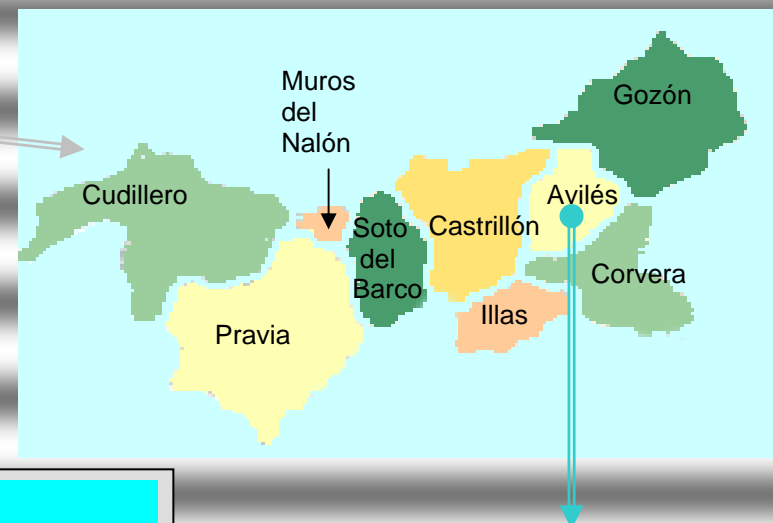 Muros
del
Nalón
Gozón
Cudillero
Avilés
Soto
del
Barco
Castrillón
Corvera
Illas
Pravia